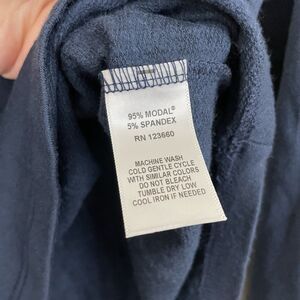 95% MODAL®
5% SPANDEX
RN 123660
MACHINE WASH
COLD GENTLE CYCLE
WITH SIMILAR COLORS
DO NOT BLEACH
TUMBLE DRY LOW
COOL IRON IF NEEDED